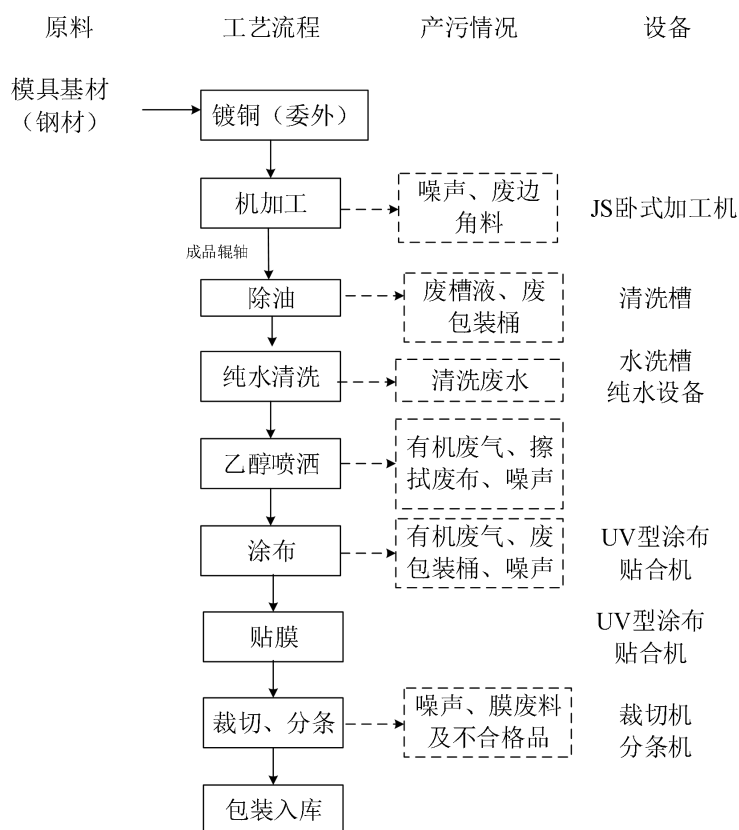 原料 工艺流程 产污情况 设备
模具基材
（钢材）
镀铜（委外）
机加工
噪声、废边
角料
JS卧式加工机
成品辊轴
除油
废槽液、废
包装桶
清洗槽
纯水清洗
清洗废水
水洗槽
纯水设备
乙醇喷洒
有机废气、擦
拭废布、噪声
涂布
有机废气、废
包装桶、噪声
UV型涂布
贴合机
贴膜
UV型涂布
贴合机
裁切、分条
噪声、膜废料
及不合格品
裁切机
分条机
包装入库